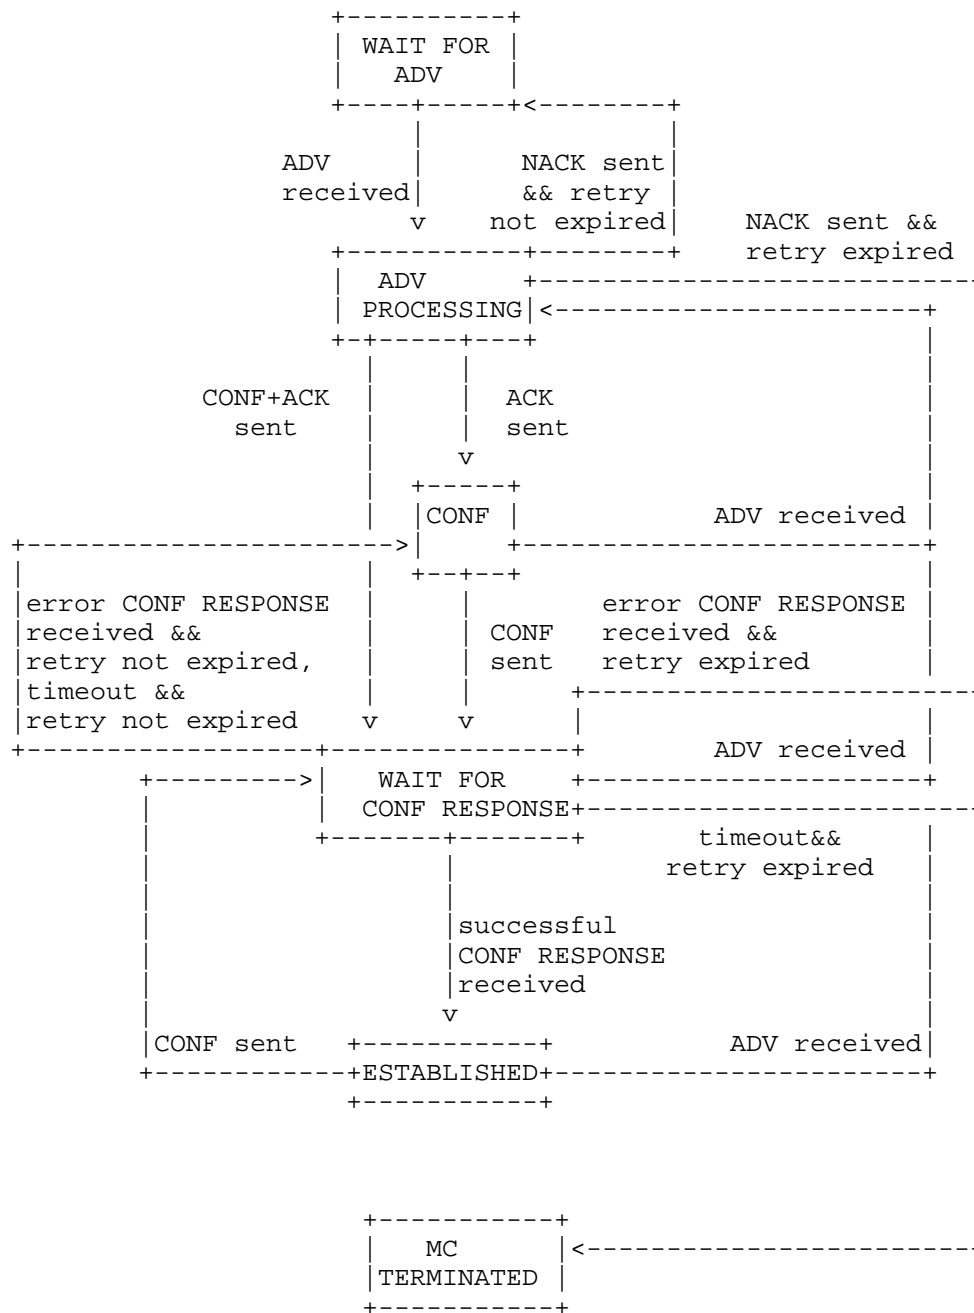 WAIT FOR
ADV
ADV NACK sent
received && retry
not expired NACK sent &&
retry expired
ADV
PROCESSING
CONF+ACK ACK
sent sent
CONF ADV received
error CONF RESPONSE error CONF RESPONSE
received && CONF received &&
retry not expired, sent retry expired
timeout &&
retry not expired
ADV received
WAIT FOR
CONF RESPONSE
timeout&&
retry expired
successful
CONF RESPONSE
received
CONF sent ADV received
ESTABLISHED
MC
TERMINATED